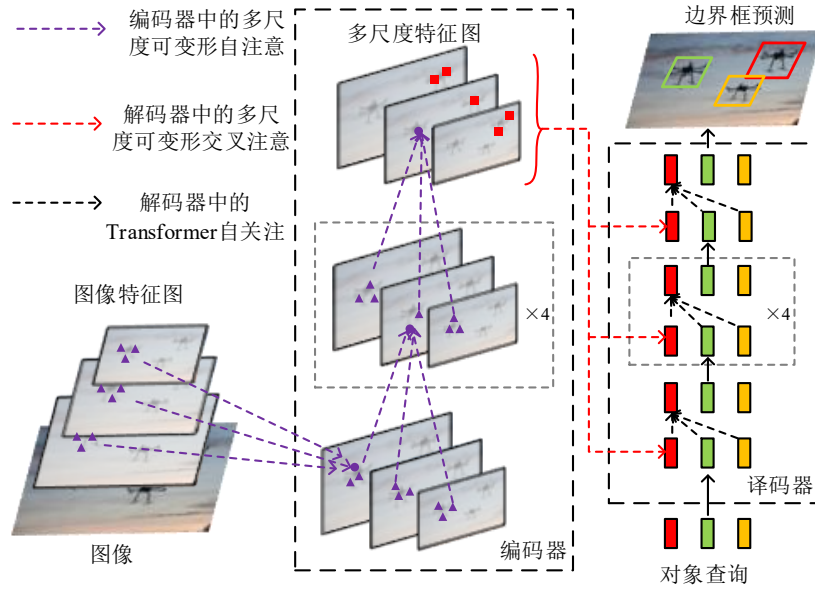 编码器中的多尺
度可变形自注意
解码器中的多尺
度可变形交叉注意
解码器中的
Transformer自关注
图像特征图
图像
多尺度特征图
×4
编码器
边界框预测
×4
译码器
对象查询